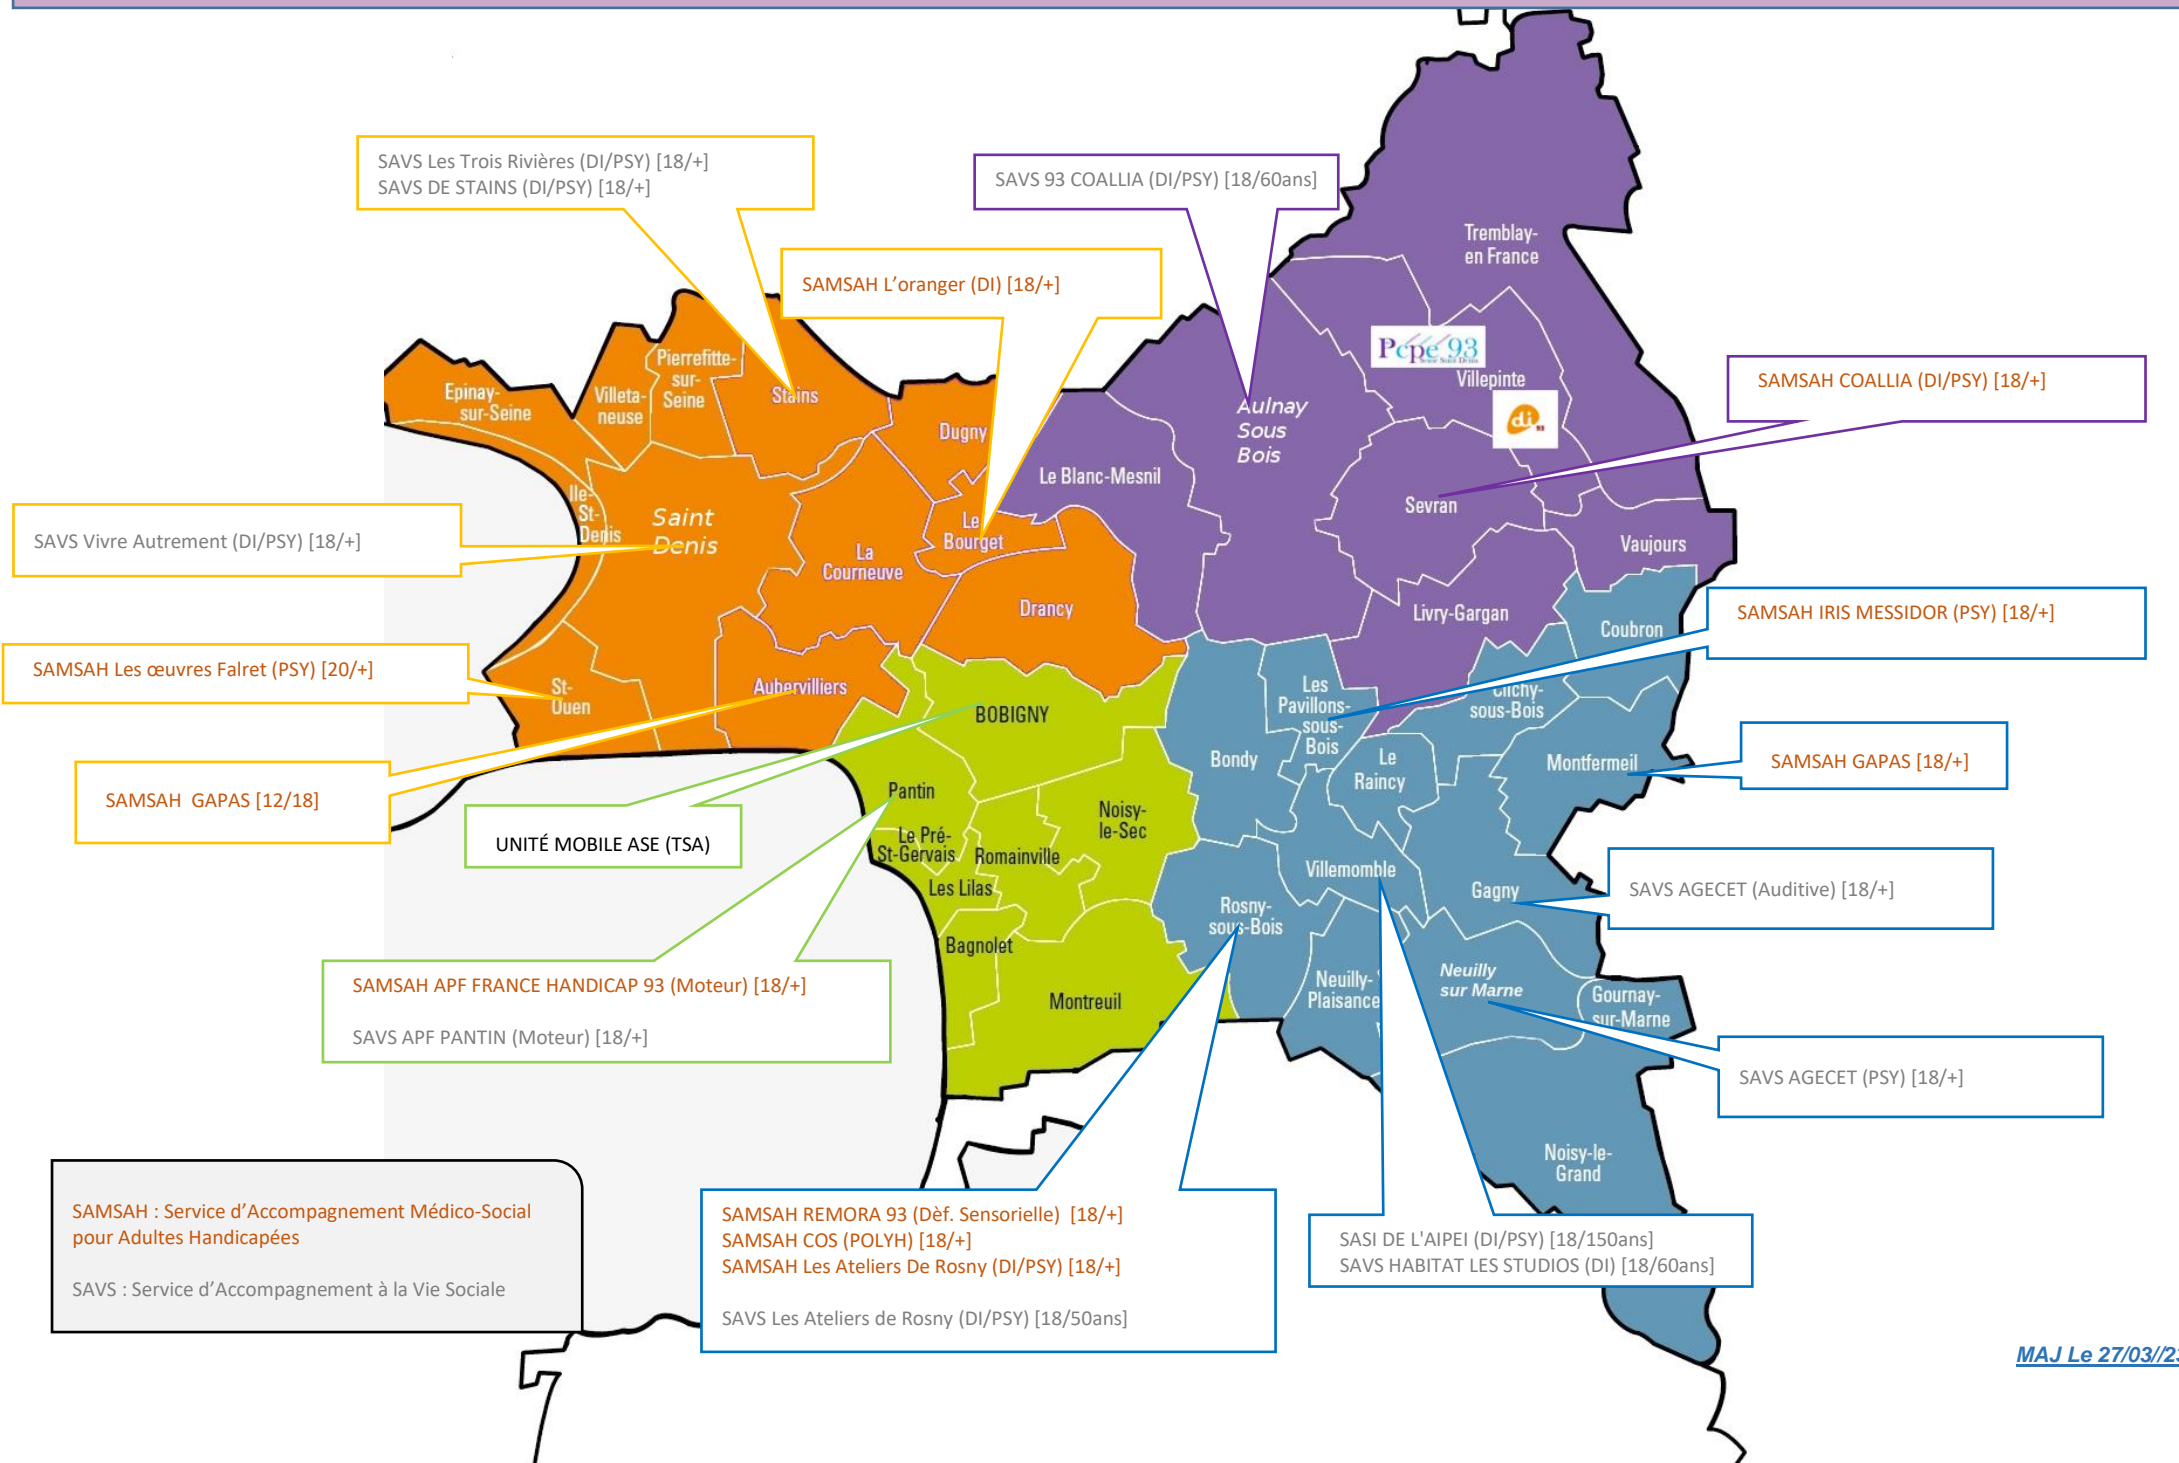 SAVS Les Trois Rivières (DI/PSY) [18/+]
SAVS DE STAINS (DI/PSY) [18/+]
SAVS 93 COALLIA (DI/PSY) [18/60ans]
SAMSAH L'oranger (DI) [18/+]
SAMSAH COALLIA (DI/PSY) [18/+]
SAVS Vivre Autrement (DI/PSY) [18/+]
SAMSAH IRIS MESSIDOR (PSY) [18/+]
SAMSAH Les œuvres Falret (PSY) [20/+]
SAMSAH GAPAS [18/+]
SAMSAH  GAPAS [12/18]
UNITÉ MOBILE ASE (TSA)
SAVS AGECET (Auditive) [18/+]
SAMSAH APF FRANCE HANDICAP 93 (Moteur) [18/+]
SAVS APF PANTIN (Moteur) [18/+]
SAVS AGECET (PSY) [18/+]
SAMSAH REMORA 93 (Dèf. Sensorielle)  [18/+]
SAMSAH COS (POLYH) [18/+]
SAMSAH Les Ateliers De Rosny (DI/PSY) [18/+]
SAVS Les Ateliers de Rosny (DI/PSY) [18/50ans]
SASI DE L'AIPEI (DI/PSY) [18/150ans]
SAVS HABITAT LES STUDIOS (DI) [18/60ans]
SAMSAH : Service d'Accompagnement Médico-Social
pour Adultes Handicapées
SAVS : Service d'Accompagnement à la Vie Sociale
MAJ Le 27/03//23
Epinay-
sur-Seine
Villeta-
neuse
Pierrefitte-
sur-
Seine
Stains
Dugny
Ile-
St-
Denis
Saint
Denis
La
Courneuve
Le
Bourget
Drancy
St-
Ouen
Aubervilliers
Le Blanc-Mesnil
Aulnay
Sous
Bois
Tremblay-
en France
Pcpe 93
Villepinte
di
Sevran
Vaujours
Livry-Gargan
Coubron
Clichy-
sous-Bois
Montfermeil
Les
Pavillons-
sous-
Bois
Bondy
Le
Raincy
BOBIGNY
Pantin
Le Pré-
St-Gervais
Noisy-
le-Sec
Romainville
Les Lilas
Bagnolet
Montreuil
Villemomble
Gagny
Rosny-
sous-Bois
Neuilly-
Plaisance
Neuilly
sur Marne
Gournay-
sur-Marne
Noisy-le-
Grand